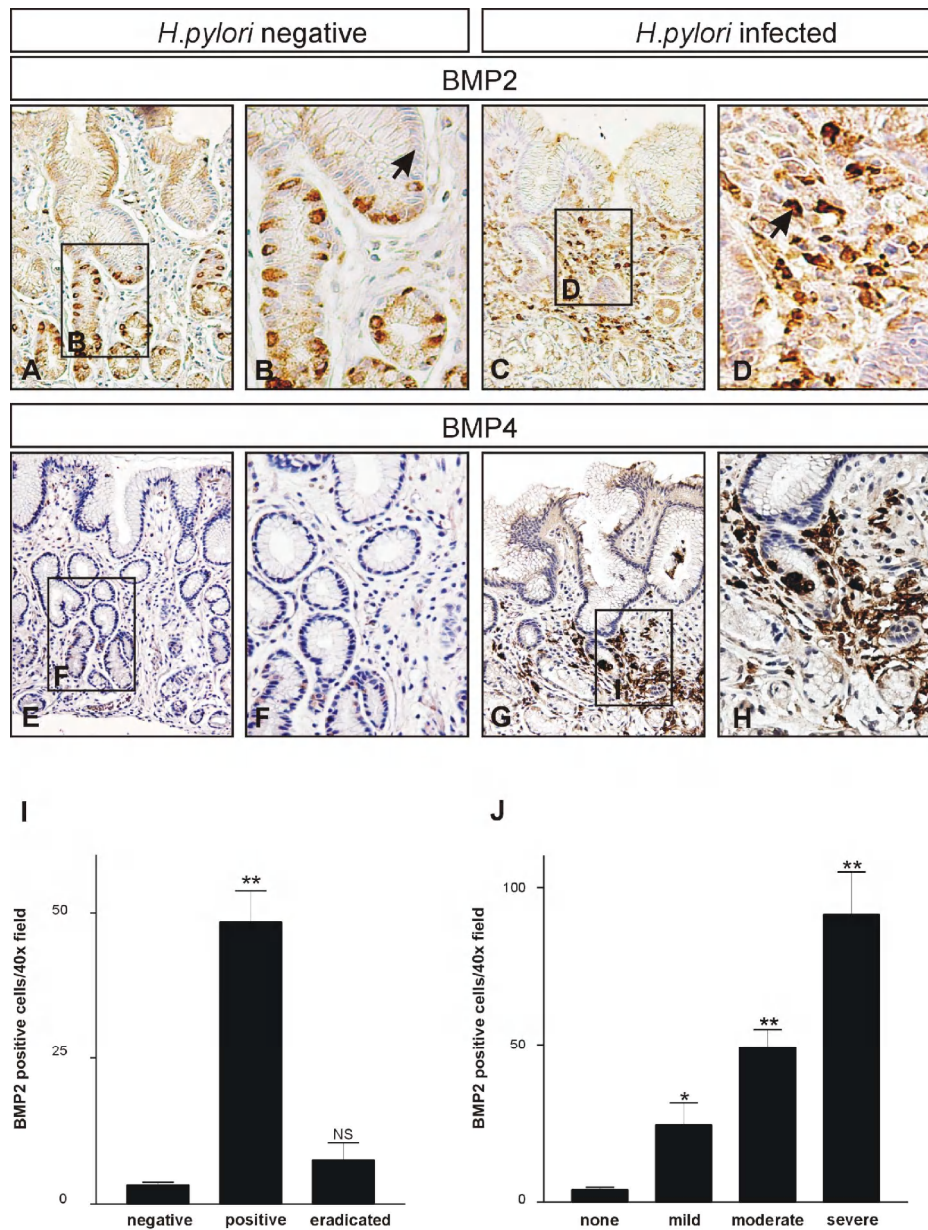 H.pylori negative
H.pylori infected
BMP2
B
A
B
D
C
D
BMP4
F
E
F
I
G
H
I
BMP2 positive cells/40x field
50
25
0
**
NS
negative positive eradicated
J
BMP2 positive cells/40x field
100
50
0
*
**
**
none mild moderate severe